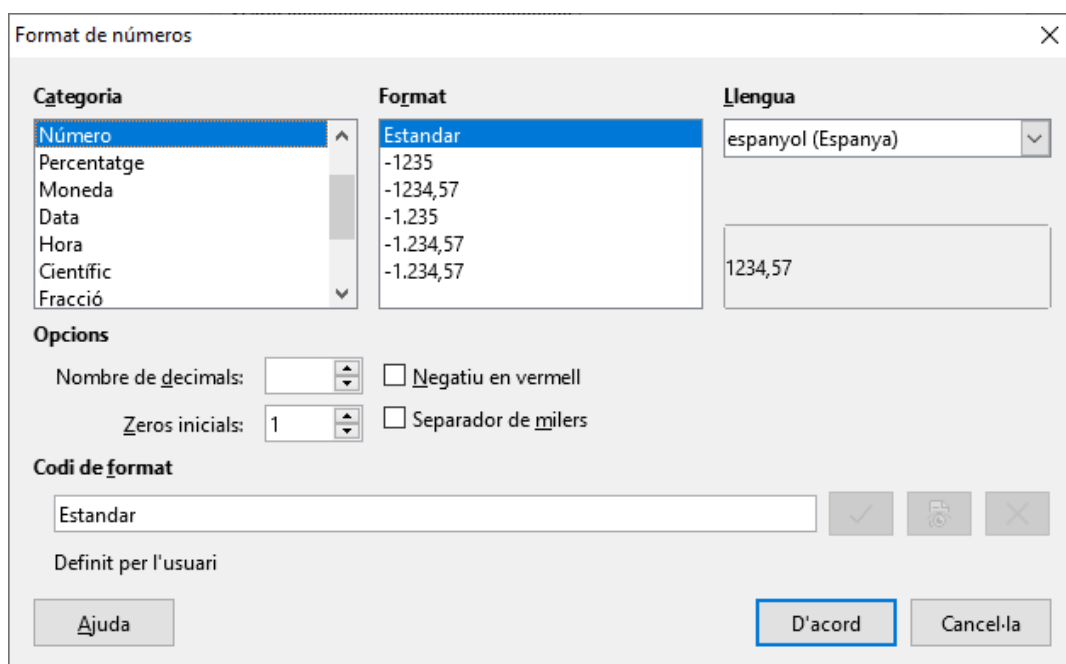 Format de números
Categoria
Número
Percentatge
Moneda
Data
Hora
Científic
Fracció
Format
Estandar
-1235
-1234,57
-1.235
-1.234,57
-1.234,57
Llengua
espanyol (Espanya)
1234,57
Opcions
Nombre de decimals:
Negatiu en vermell
Zeros inicials: 1
Separador de milers
Codi de format
Estandar
Definit per l'usuari
Ajuda
D'acord
Cancel·la